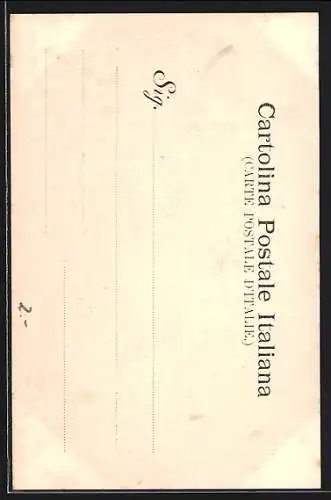 Cartolina Postale Italiana
(CARTE POSTALE D'ITALIE.)
Sig.
2.-